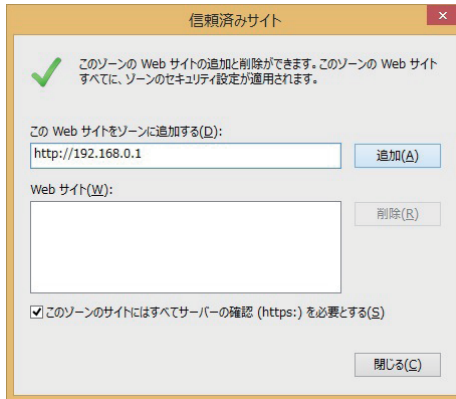 信頼済みサイト
このゾーンの Web サイトの追加と削除ができます。このゾーンの Web サイト
すべてに、ゾーンのセキュリティ設定が適用されます。
この Web サイトをゾーンに追加する(D):
http://192.168.0.1
追加(A)
Web サイト(W):
削除(R)
このゾーンのサイトにはすべてサーバーの確認 (https:) を必要とする(S)
閉じる(C)